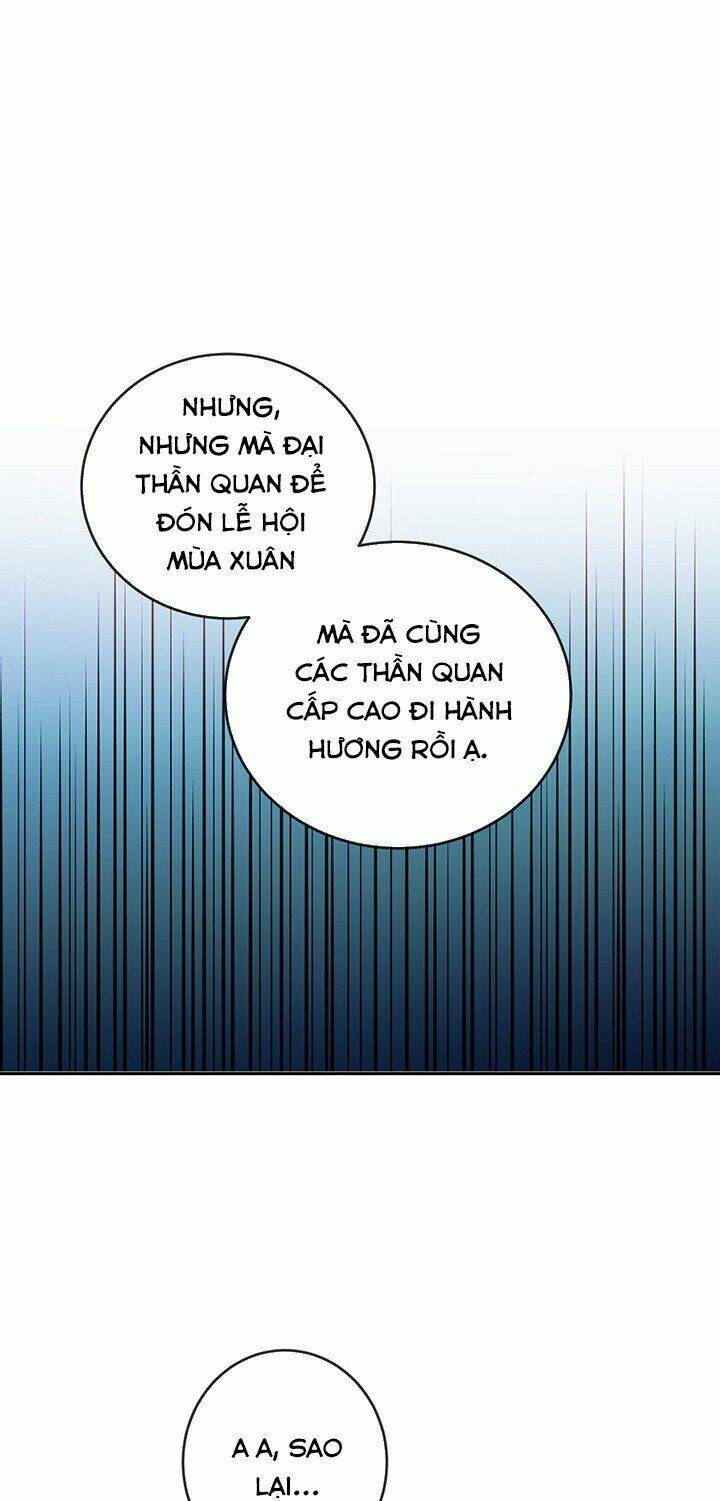 NHƯNG,
NHƯNG MÀ ĐẠI
THẦN QUAN ĐỂ
ĐÓN LỄ HỘI
MÙA XUÂN
MÀ ĐÃ CÙNG
CÁC THẦN QUAN
CẤP CAO ĐI HÀNH
HƯƠNG RỒI Ạ.
A A, SAO
LẠI...